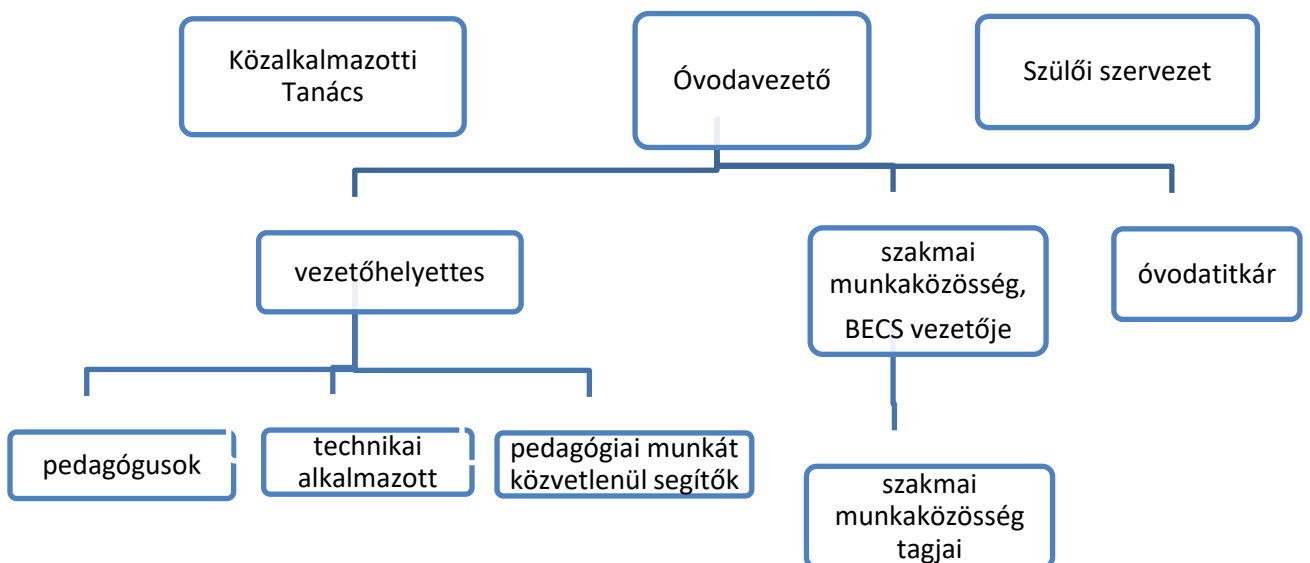 Közalkalmazotti
Tanács
Óvodavezető
Szülői szervezet
vezetőhelyettes
szakmai
munkaközösség,
BECS vezetője
óvodatitkár
pedagógusok
technikai
alkalmazott
pedagógiai munkát
közvetlenül segítők
szakmai
munkaközösség
tagjai